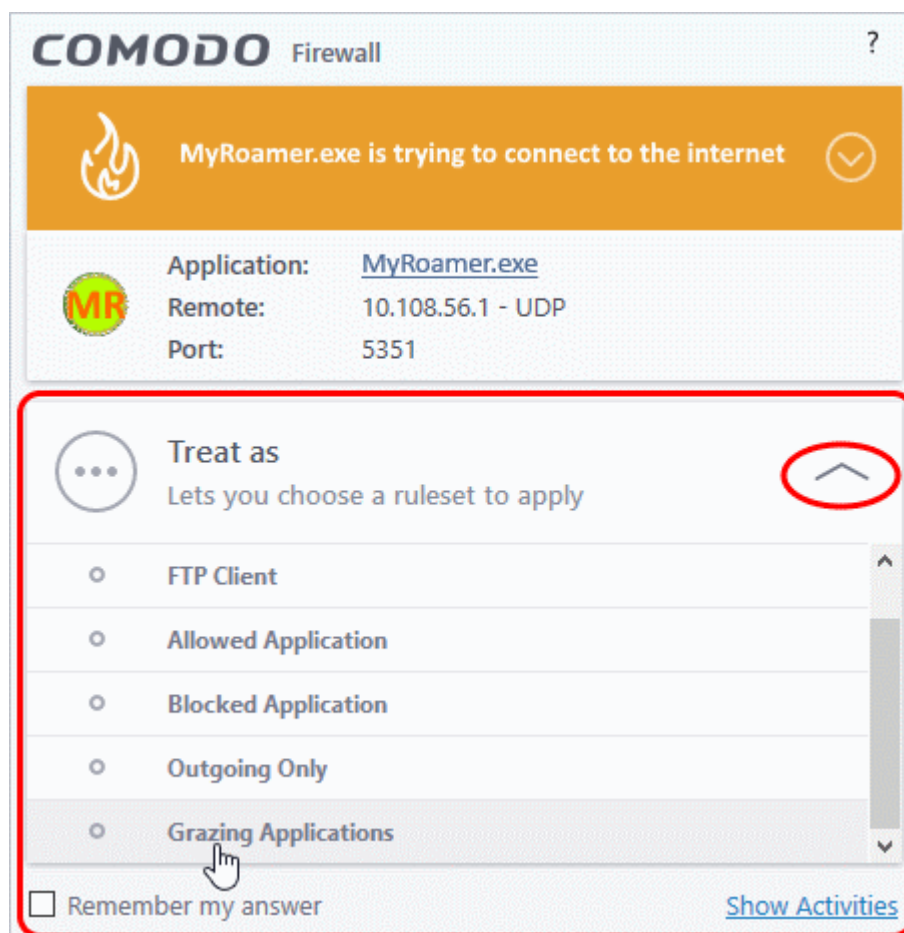 COMODO Firewall ?
MyRoamer.exe is trying to connect to the internet
MR
Application: MyRoamer.exe
Remote: 10.108.56.1 - UDP
Port: 5351
Treat as
Lets you choose a ruleset to apply
FTP Client
Allowed Application
Blocked Application
Outgoing Only
Grazing Applications
Remember my answer Show Activities